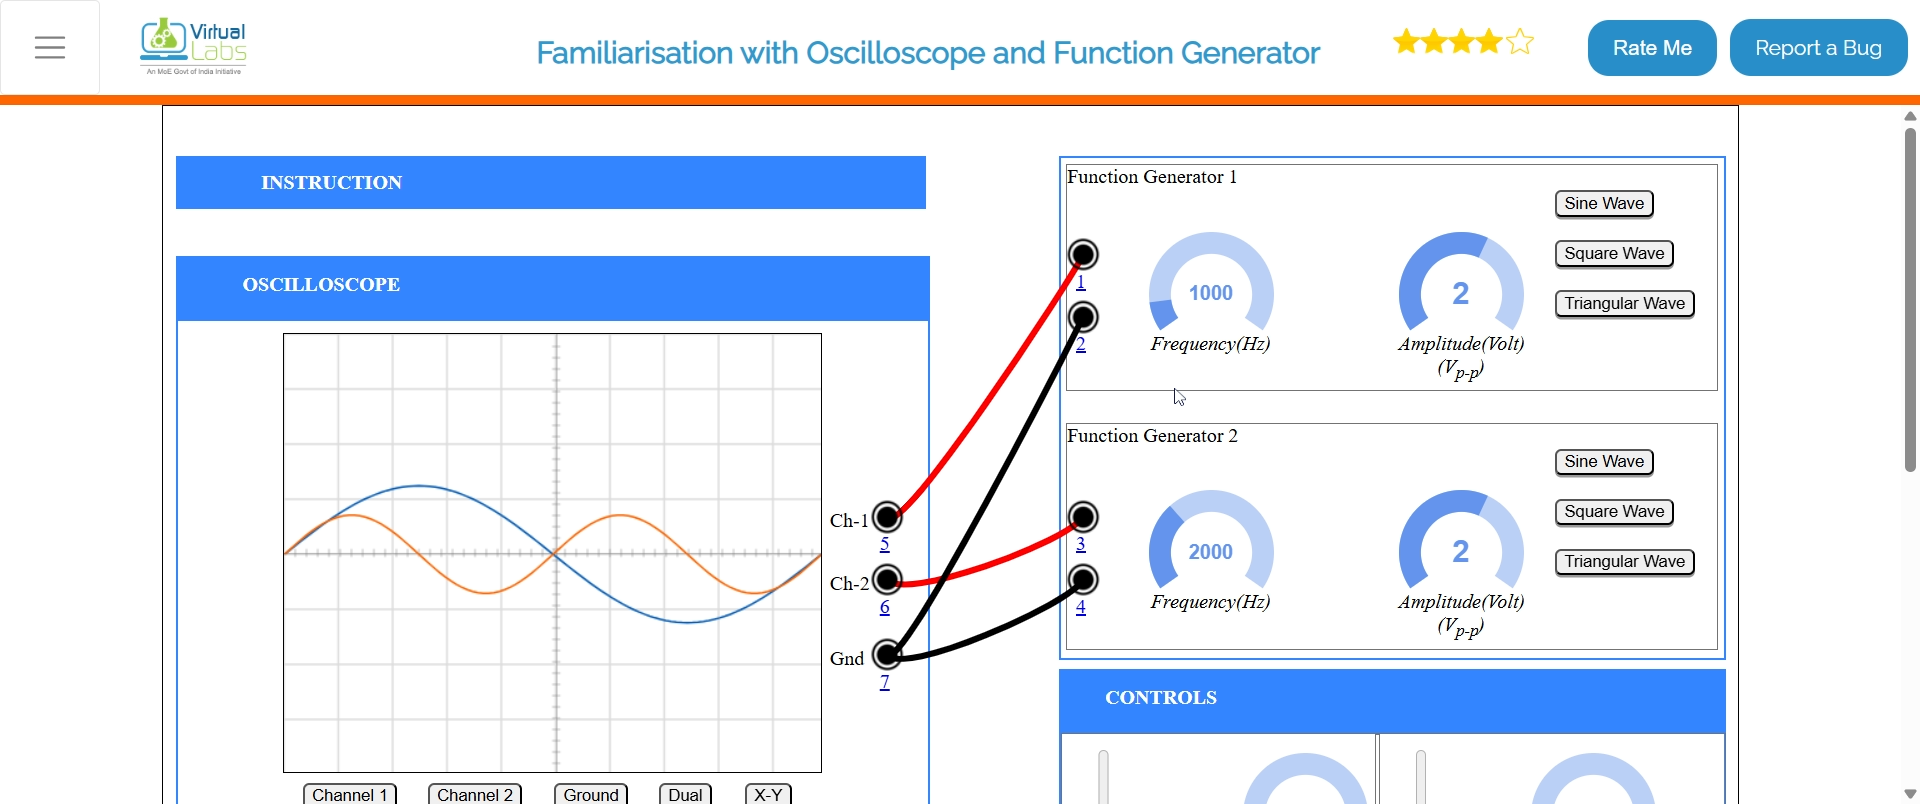 Virtual
Labs
An MoE Govt of India Initiative
Familiarisation with Oscilloscope and Function Generator
Rate Me
Report a Bug
INSTRUCTION
OSCILLOSCOPE
Ch-1
5
Ch-2
6
Gnd
7
Channel 1
Channel 2
Ground
Dual
X-Y
Function Generator 1
1
2
1000
Frequency(Hz)
2
Amplitude(Volt)
(Vp-p)
Sine Wave
Square Wave
Triangular Wave
Function Generator 2
3
4
2000
Frequency(Hz)
2
Amplitude(Volt)
(Vp-p)
Sine Wave
Square Wave
Triangular Wave
CONTROLS